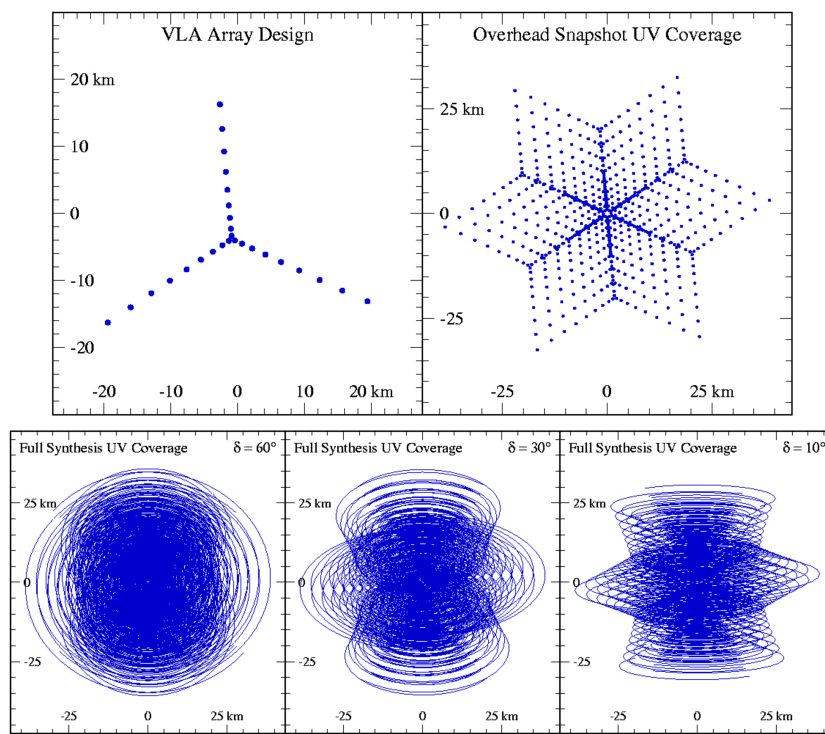 VLA Array Design
20 km
10
0
-10
-20
-20
-10
0
10
20 km
Overhead Snapshot UV Coverage
25 km
0
-25
-25
0
25 km
Full Synthesis UV Coverage
δ = 60°
25 km
0
-25
-25
0
25 km
Full Synthesis UV Coverage
δ = 30°
25 km
0
-25
-25
0
25 km
Full Synthesis UV Coverage
δ = 10°
25 km
0
-25
-25
0
25 km